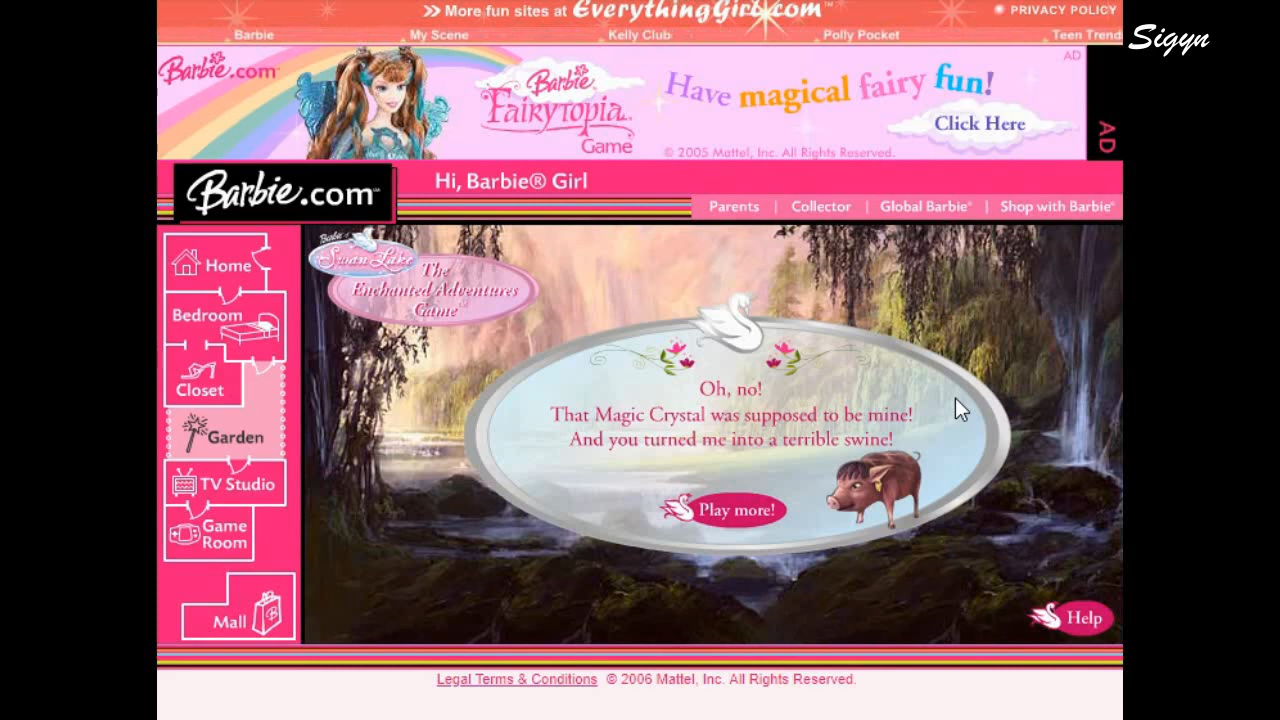 More fun sites at EverythingGirl.com™
PRIVACY POLICY
Barbie
My Scene
Kelly Club
Polly Pocket
Teen Trend
Sigyn
Barbie.com
Barbie
Fairytopia
Game
Have magical fairy fun!
Click Here
AD
© 2005 Mattel, Inc. All Rights Reserved.
AD
Barbie.com
Hi, Barbie® Girl
Parents | Collector | Global Barbie® | Shop with Barbie®
Home
Bedroom
Closet
Garden
TV Studio
Game
Room
Mall
Barbie
Swan Lake
The
Enchanted Adventures
Game
Oh, no!
That Magic Crystal was supposed to be mine!
And you turned me into a terrible swine!
Play more!
Help
Legal Terms & Conditions © 2006 Mattel, Inc. All Rights Reserved.